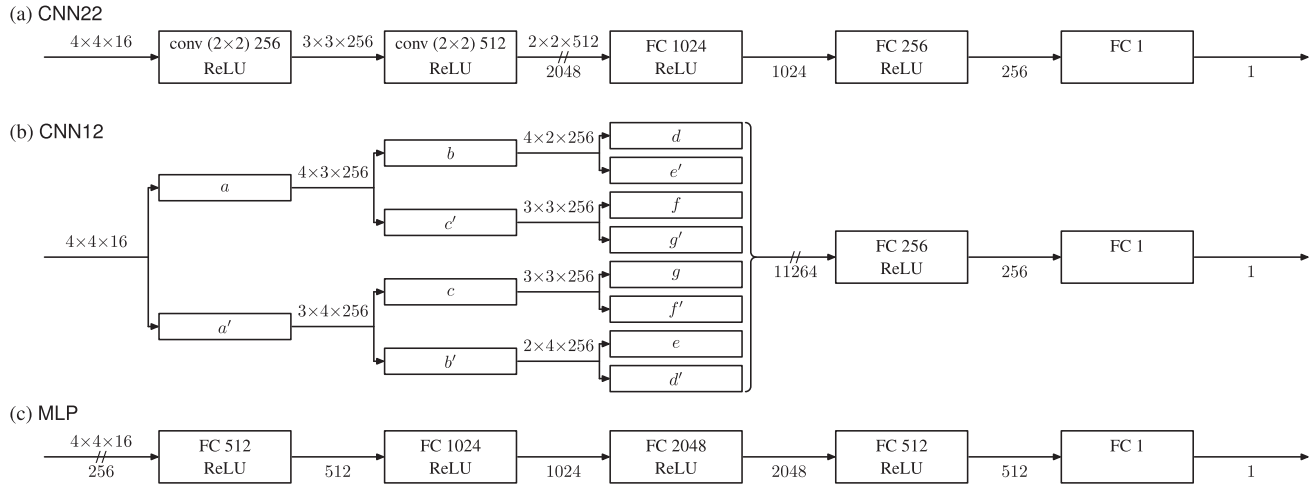 (a) CNN22
4×4×16
conv (2×2) 256
ReLU
3×3×256
conv (2×2) 512
ReLU
2×2×512
2048
FC 1024
ReLU
1024
FC 256
ReLU
256
FC 1
1
(b) CNN12
4×4×16
a
a′
4×3×256
3×4×256
b
c′
c
b′
4×2×256
3×3×256
3×3×256
2×4×256
d
e′
f
g′
g
f′
e
d′
11264
FC 256
ReLU
256
FC 1
1
(c) MLP
4×4×16
256
FC 512
ReLU
512
FC 1024
ReLU
1024
FC 2048
ReLU
2048
FC 512
ReLU
512
FC 1
1